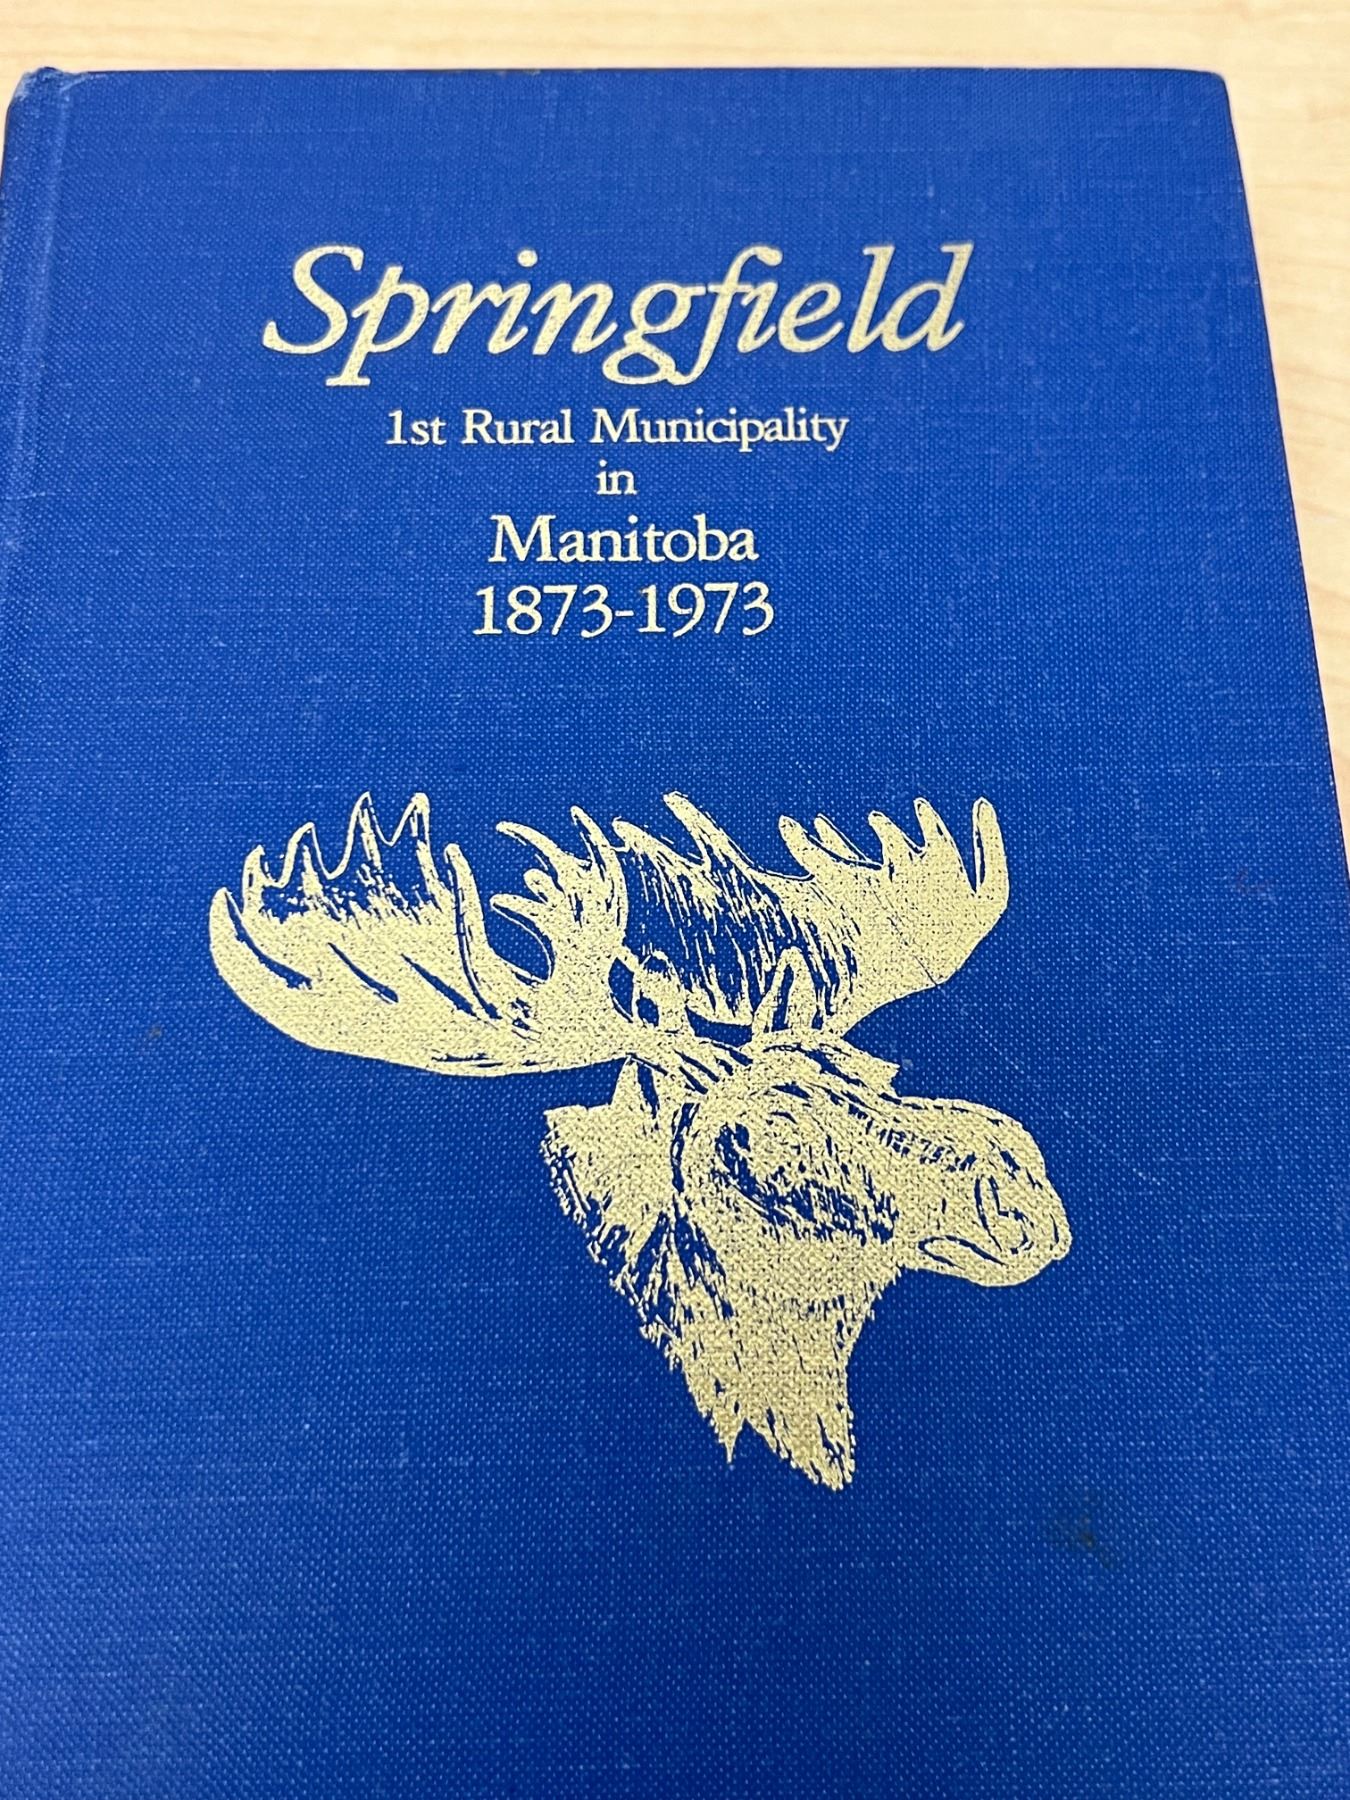 Springfield
1st Rural Municipality
in
Manitoba
1873-1973